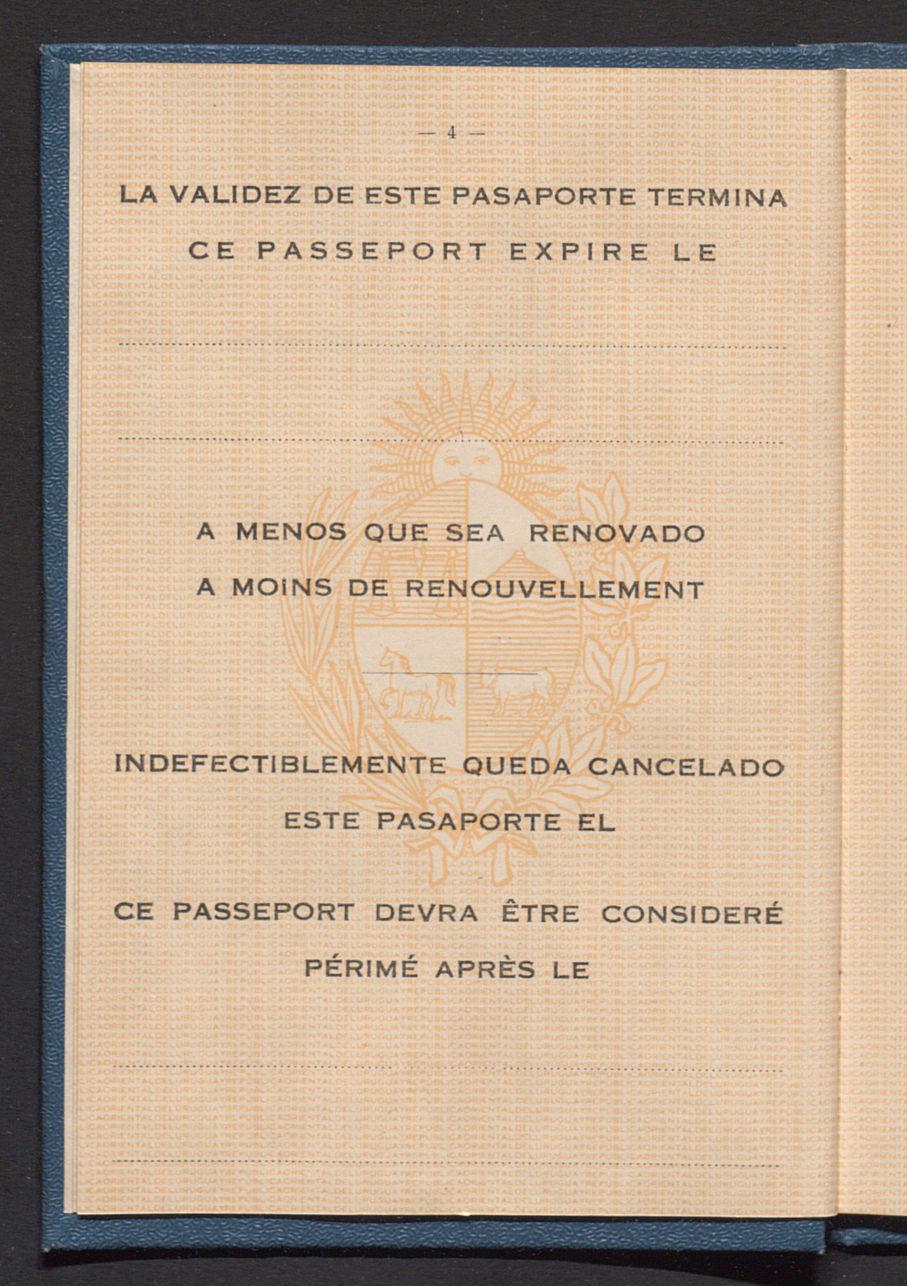 — 4 —
LA VALIDEZ DE ESTE PASAPORTE TERMINA
CE PASSEPORT EXPIRE LE
A MENOS QUE SEA RENOVADO
A MOINS DE RENOUVELLEMENT
INDEFECTIBLEMENTE QUEDA CANCELADO
ESTE PASAPORTE EL
CE PASSEPORT DEVRA ÊTRE CONSIDERÉ
PÉRIMÉ APRÈS LE